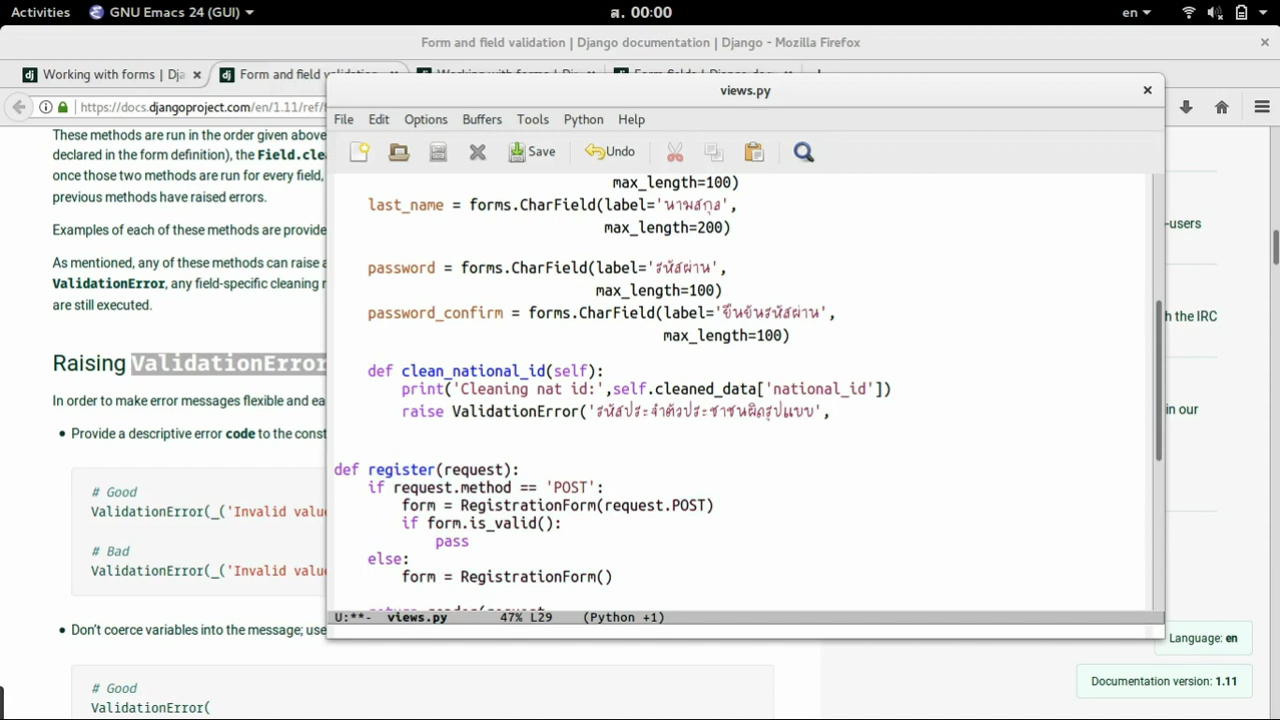 Activities GNU Emacs 24 (GUI) ส. 00:00 en
Form and field validation | Django documentation | Django - Mozilla Firefox
Working with forms | Dja Form and field validation
https://docs.djangoproject.com/en/1.11/ref/
views.py
File Edit Options Buffers Tools Python Help
Save Undo
These methods are run in the order given above
declared in the form definition), the Field.cle
once those two methods are run for every field,
previous methods have raised errors.
Examples of each of these methods are provide
As mentioned, any of these methods can raise a
ValidationError, any field-specific cleaning
are still executed.
Raising ValidationError
In order to make error messages flexible and ea
• Provide a descriptive error code to the const
# Good
ValidationError(_('Invalid value
# Bad
ValidationError(_('Invalid value
• Don't coerce variables into the message; use
# Good
ValidationError(
max_length=100)
last_name = forms.CharField(label='นามสกุล',
max_length=200)
password = forms.CharField(label='รหัสผ่าน',
max_length=100)
password_confirm = forms.CharField(label='ยืนยันรหัสผ่าน',
max_length=100)
def clean_national_id(self):
print('Cleaning nat id:',self.cleaned_data['national_id'])
raise ValidationError('รหัสประจำตัวประชาชนผิดรูปแบบ',
def register(request):
if request.method == 'POST':
form = RegistrationForm(request.POST)
if form.is_valid():
pass
else:
form = RegistrationForm()
return render(request,
U:**- views.py 47% L29 (Python +1)
-users
h the IRC
in our
Language: en
Documentation version: 1.11